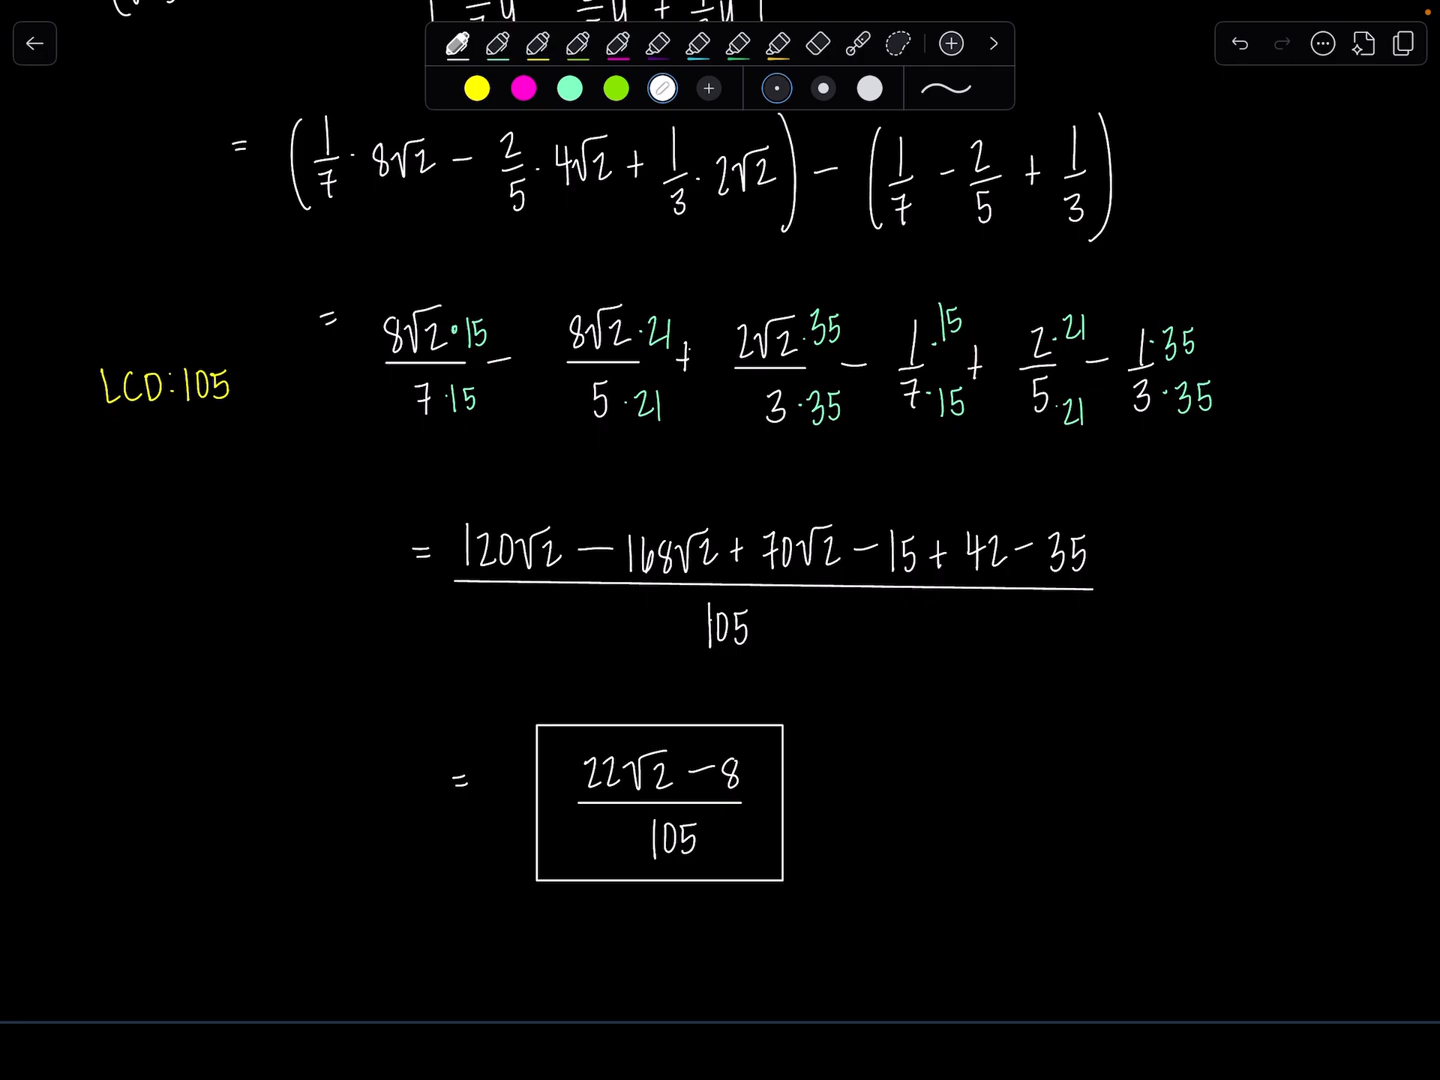 = (1/7 · 8√2 − 2/5 · 4√2 + 1/3 · 2√2) − (1/7 − 2/5 + 1/3)
= 8√2·15/7·15 − 8√2·21/5·21 + 2√2·35/3·35 − 1·15/7·15 + 2·21/5·21 − 1·35/3·35
LCD:105
= 120√2 − 168√2 + 70√2 − 15 + 42 − 35
105
= 22√2 − 8
105